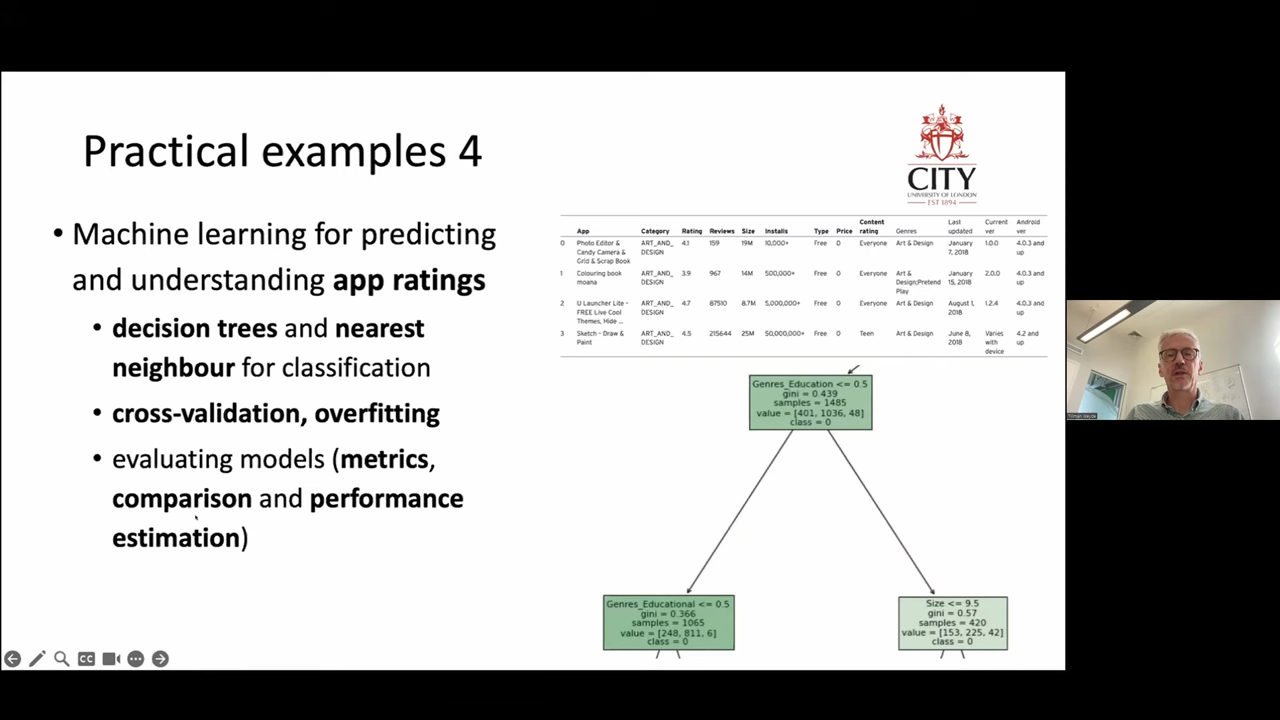 Practical examples 4
• Machine learning for predicting
and understanding app ratings
• decision trees and nearest
neighbour for classification
• cross-validation, overfitting
• evaluating models (metrics,
comparison and performance
estimation)
CITY
UNIVERSITY OF LONDON
EST 1894
App Category Rating Reviews Size Installs Type Price Content rating Genres Last updated Current ver Android ver
0 Photo Editor & Candy Camera & Grid & Scrap Book ART_AND_DESIGN 4.1 159 19M 10,000+ Free 0 Everyone Art & Design January 7, 2018 1.0.0 4.0.3 and up
1 Colouring book moana ART_AND_DESIGN 3.9 967 14M 500,000+ Free 0 Everyone Art & Design;Pretend Play January 15, 2018 2.0.0 4.0.3 and up
2 U Launcher Lite – FREE Live Cool Themes, Hide ... ART_AND_DESIGN 4.7 87510 8.7M 5,000,000+ Free 0 Everyone Art & Design August 1, 2018 1.2.4 4.0.3 and up
3 Sketch – Draw & Paint ART_AND_DESIGN 4.5 215644 25M 50,000,000+ Free 0 Teen Art & Design June 8, 2018 Varies with device 4.2 and up
Genres_Education <= 0.5
gini = 0.439
samples = 1485
value = [401, 1036, 48]
class = 0
Genres_Educational <= 0.5
gini = 0.366
samples = 1065
value = [248, 811, 6]
class = 0
Size <= 9.5
gini = 0.57
samples = 420
value = [153, 225, 42]
class = 0
CC